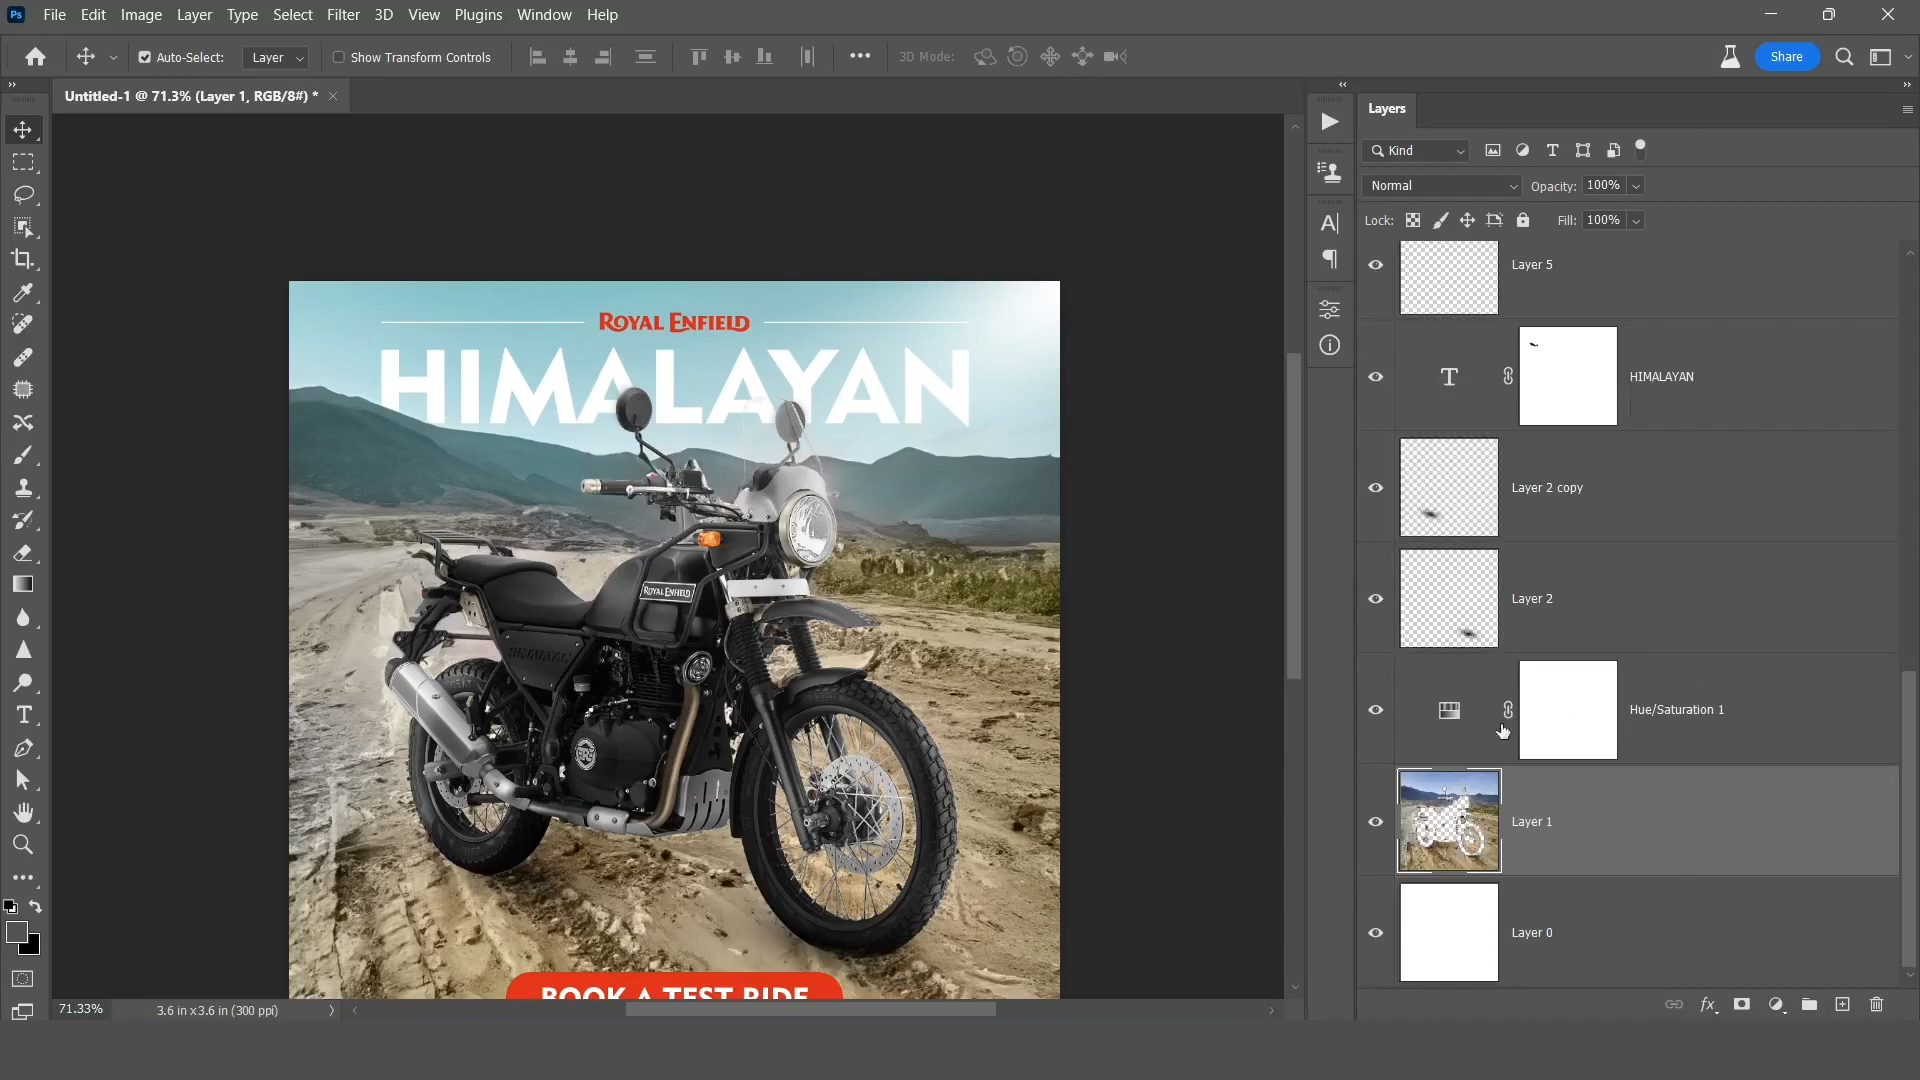 Ps File Edit Image Layer Type Select Filter 3D View Plugins Window Help
Auto-Select: Layer Show Transform Controls 3D Mode: Share
Untitled-1 @ 71.3% (Layer 1, RGB/8#) *
ROYAL ENFIELD
HIMALAYAN
ROYAL ENFIELD
HIMALAYAN
BOOK A TEST RIDE
71.33% 3.6 in x 3.6 in (300 ppi)
Layers
Kind
Normal Opacity: 100%
Lock: Fill: 100%
Layer 5
HIMALAYAN
Layer 2 copy
Layer 2
Hue/Saturation 1
Layer 1
Layer 0